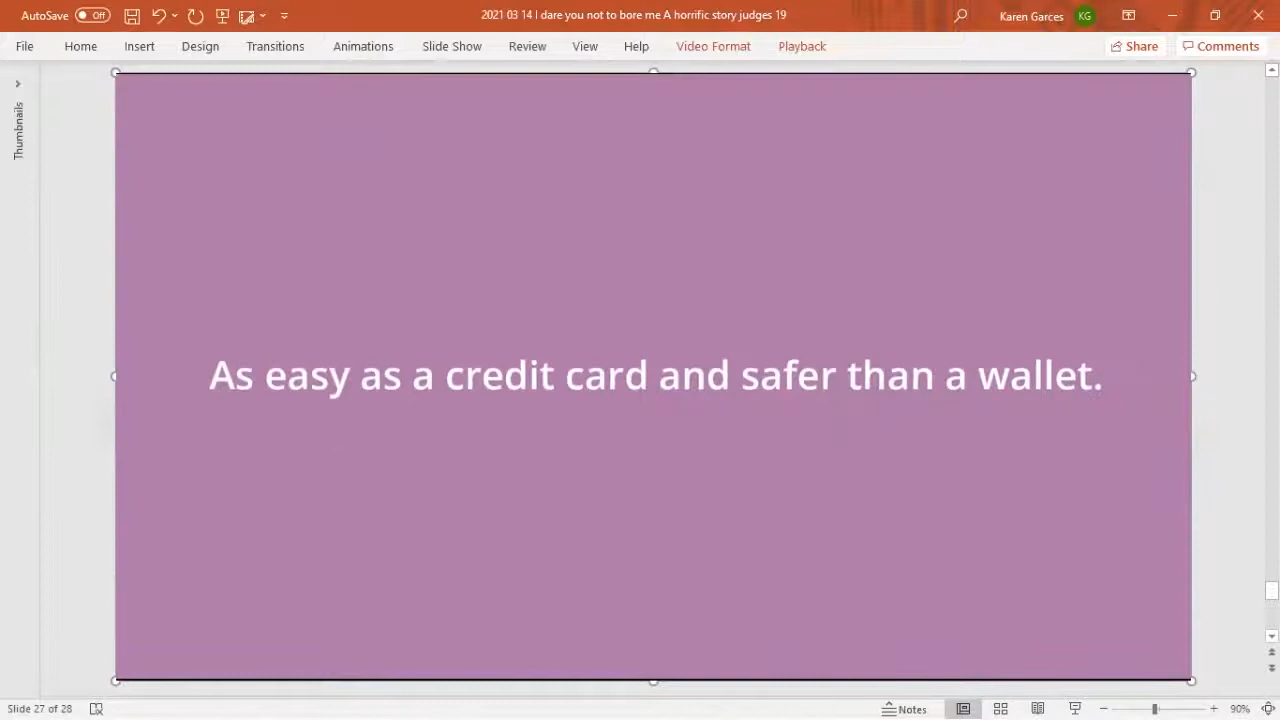 AutoSave Off 2021 03 14 I dare you not to bore me A horrific story judges 19 Karen Garces KG
File Home Insert Design Transitions Animations Slide Show Review View Help Video Format Playback Share Comments
Thumbnails
As easy as a credit card and safer than a wallet.
Slide 27 of 28 Notes 90%